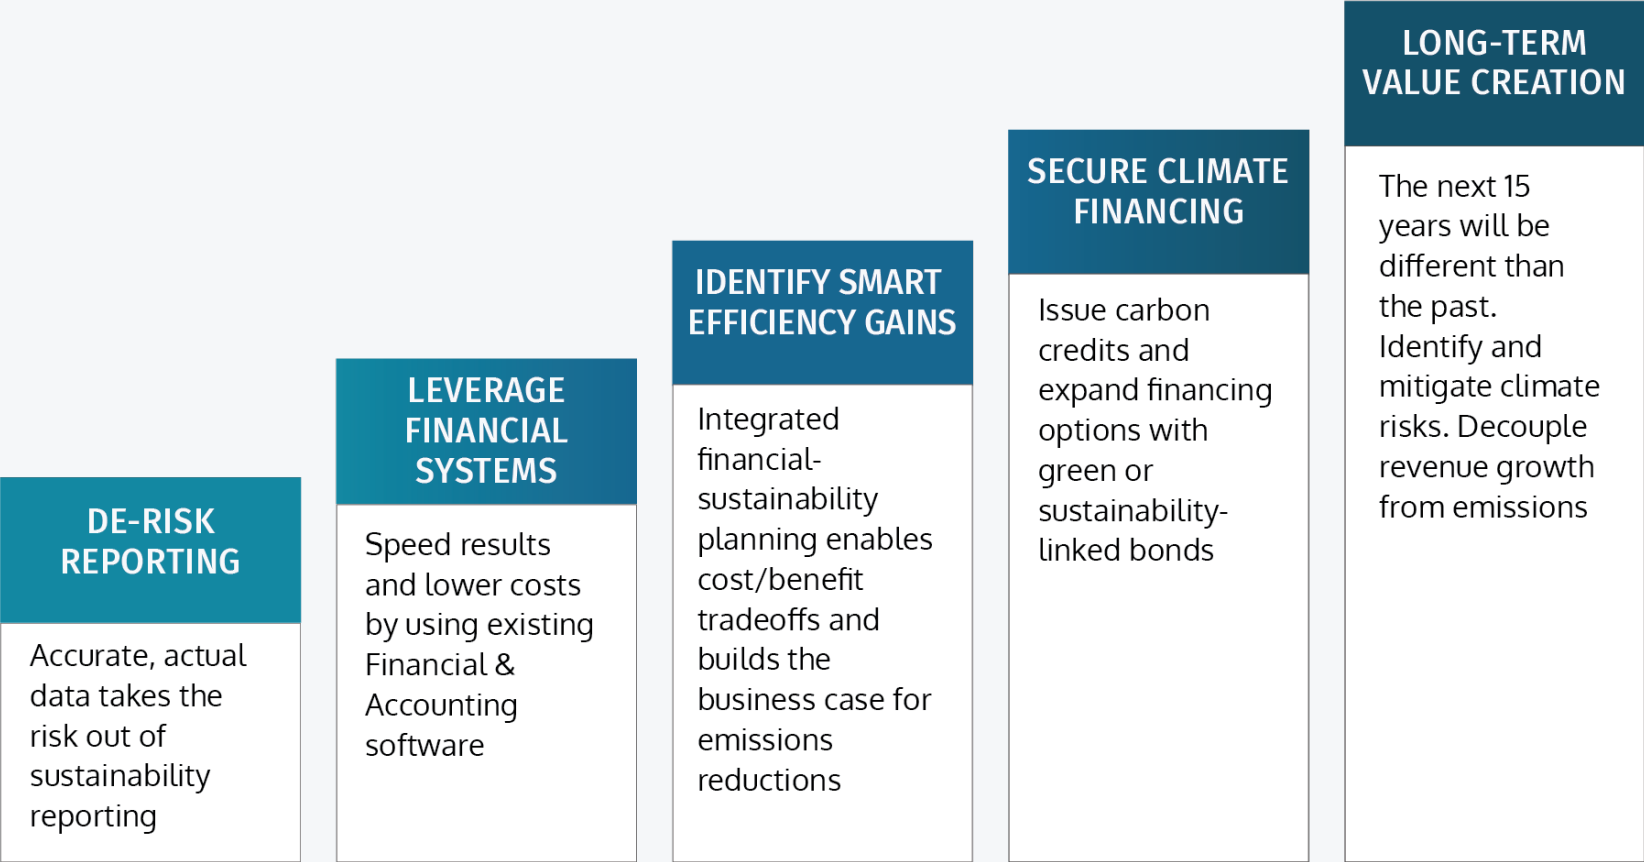 DE-RISK
REPORTING
Accurate, actual
data takes the
risk out of
sustainability
reporting
LEVERAGE
FINANCIAL
SYSTEMS
Speed results
and lower costs
by using existing
Financial &
Accounting
software
IDENTIFY SMART
EFFICIENCY GAINS
Integrated
financial-
sustainability
planning enables
cost/benefit
tradeoffs and
builds the
business case for
emissions
reductions
SECURE CLIMATE
FINANCING
Issue carbon
credits and
expand financing
options with
green or
sustainability-
linked bonds
LONG-TERM
VALUE CREATION
The next 15
years will be
different than
the past.
Identify and
mitigate climate
risks. Decouple
revenue growth
from emissions